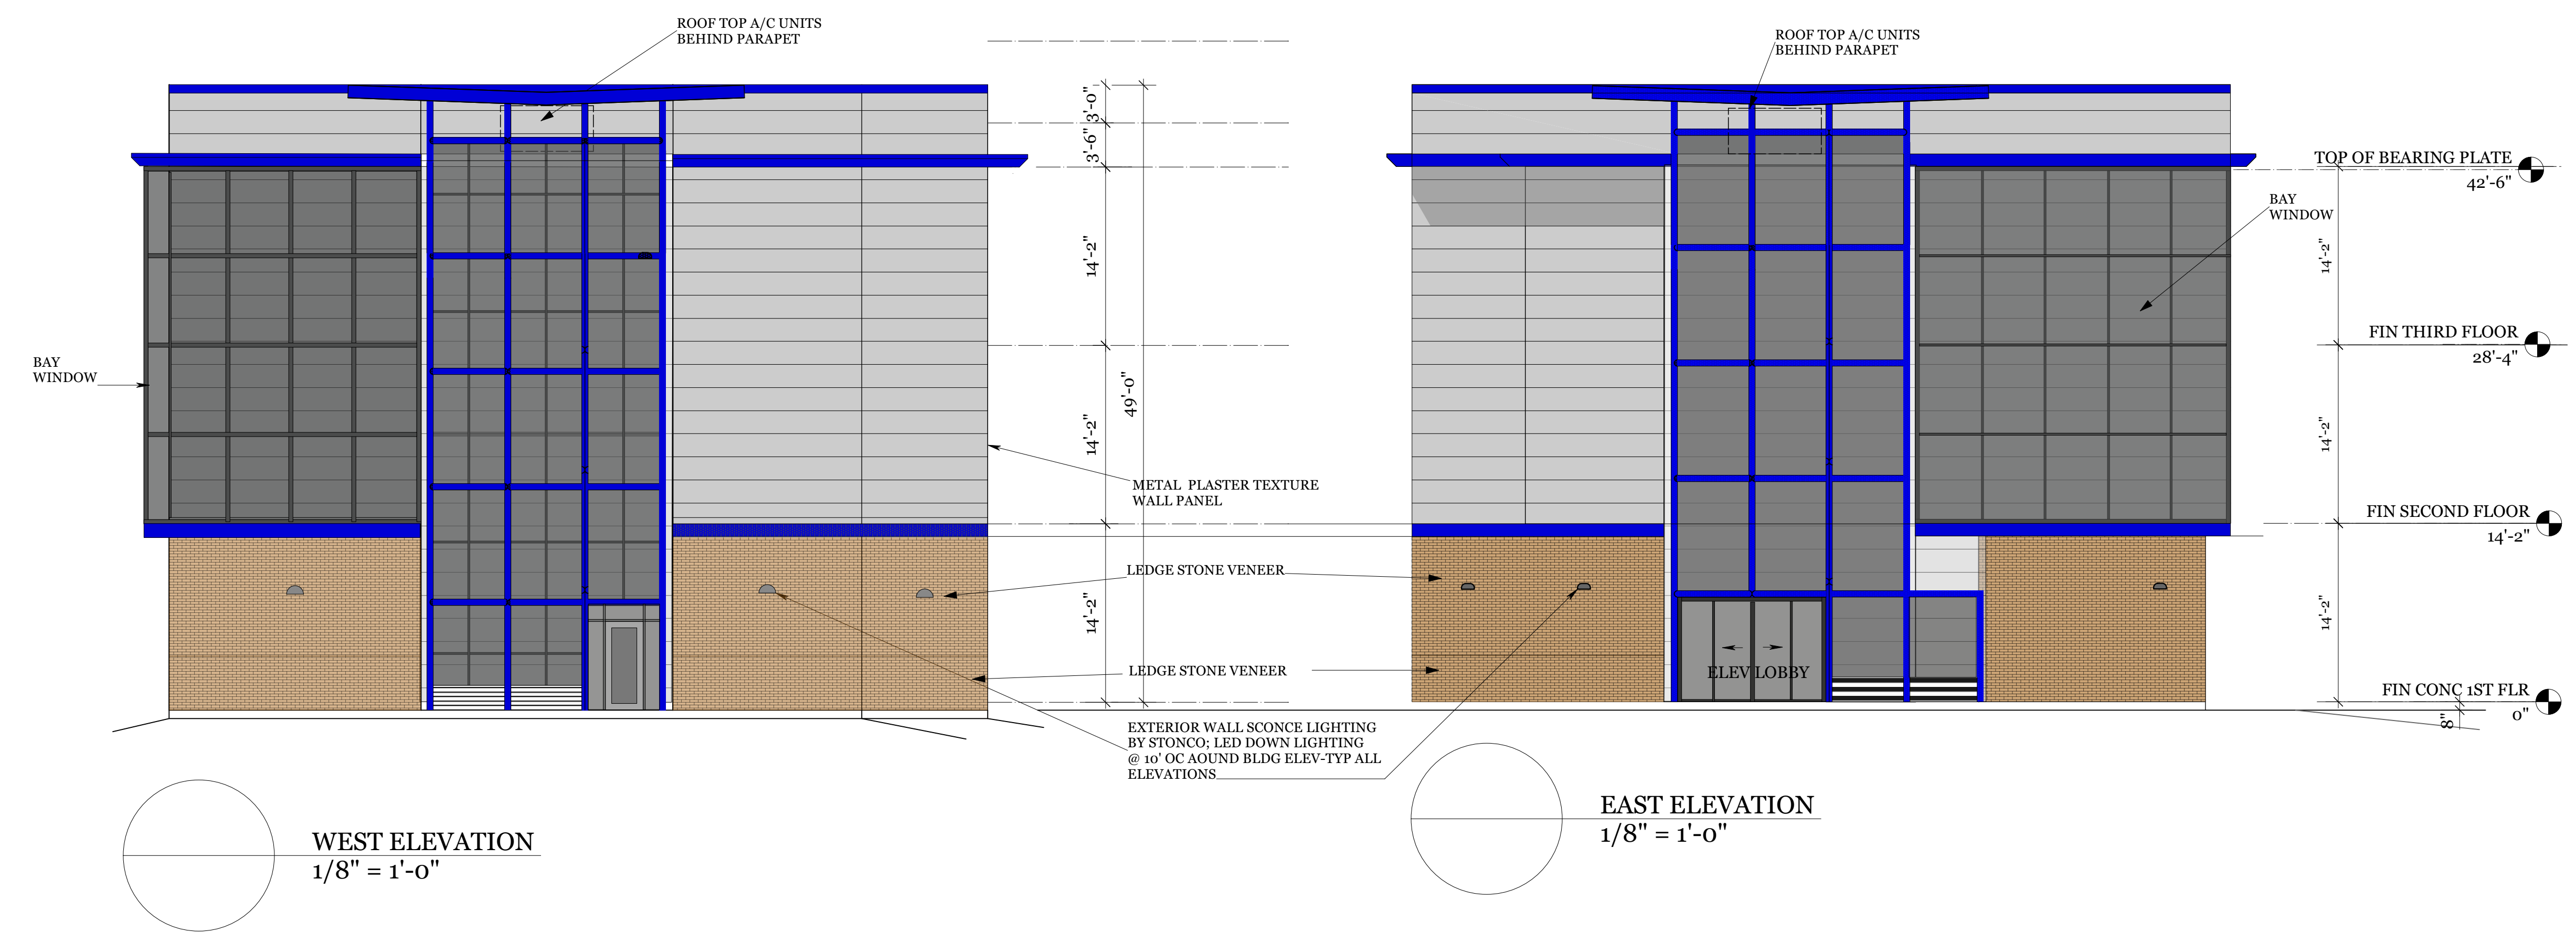 ROOF TOP A/C UNITS
BEHIND PARAPET
BAY
WINDOW
3'-0"
3'-6"
14'-2"
14'-2"
14'-2"
49'-0"
METAL PLASTER TEXTURE
WALL PANEL
LEDGE STONE VENEER
LEDGE STONE VENEER
EXTERIOR WALL SCONCE LIGHTING
BY STONCO; LED DOWN LIGHTING
@ 10' OC AOUND BLDG ELEV-TYP ALL
ELEVATIONS
WEST ELEVATION
1/8" = 1'-0"
ROOF TOP A/C UNITS
BEHIND PARAPET
BAY
WINDOW
ELEV LOBBY
14'-2"
14'-2"
14'-2"
TOP OF BEARING PLATE
42'-6"
FIN THIRD FLOOR
28'-4"
FIN SECOND FLOOR
14'-2"
FIN CONC 1ST FLR
0"
8"
EAST ELEVATION
1/8" = 1'-0"